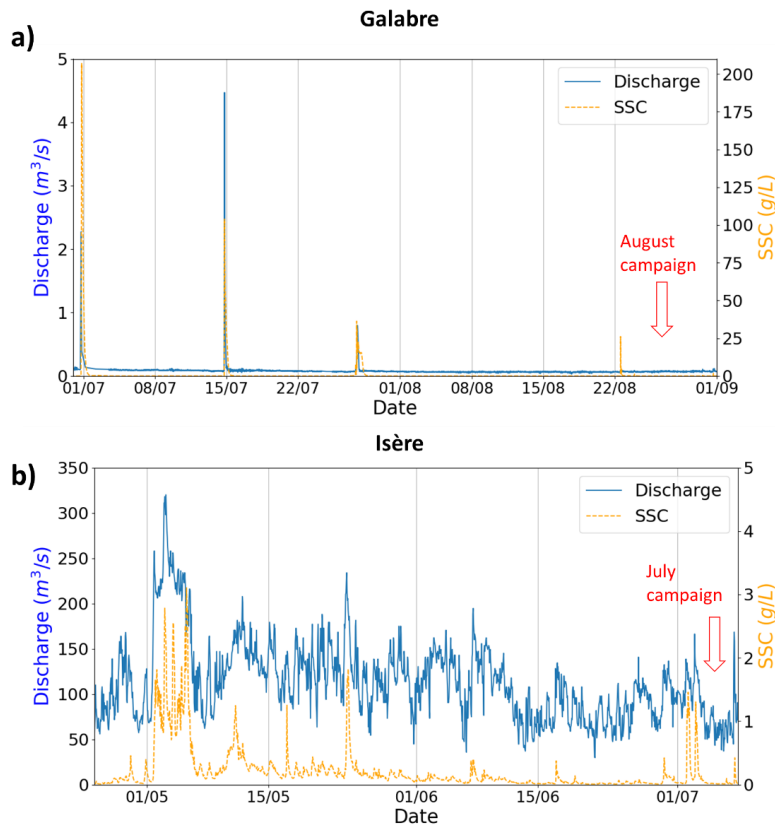 Galabre
a)
5
4
3
2
1
0
Discharge (m³/s)
200
175
150
125
100
75
50
25
0
SSC (g/L)
Discharge
SSC
August
campaign
01/07 08/07 15/07 22/07 01/08 08/08 15/08 22/08 01/09
Date
Isère
b)
350
300
250
200
150
100
50
0
Discharge (m³/s)
5
4
3
2
1
0
SSC (g/L)
Discharge
SSC
July
campaign
01/05 15/05 01/06 15/06 01/07
Date